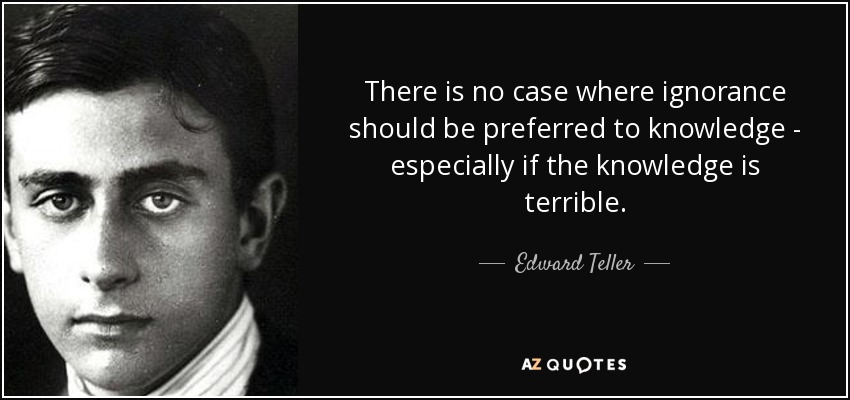 There is no case where ignorance
should be preferred to knowledge -
especially if the knowledge is
terrible.
Edward Teller
AZ QUOTES